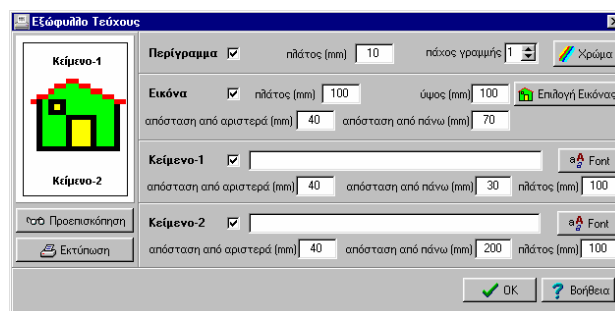 Εξώφυλλο Τεύχους
Κείμενο-1
Κείμενο-2
Προεπισκόπηση
Εκτύπωση
Περίγραμμα πλάτος (mm) 10 πάχος γραμμής 1 Χρώμα
Εικόνα πλάτος (mm) 100 ύψος (mm) 100 Επιλογή Εικόνας
απόσταση από αριστερά (mm) 40 απόσταση από πάνω (mm) 70
Κείμενο-1 Font
απόσταση από αριστερά (mm) 40 απόσταση από πάνω (mm) 30 πλάτος (mm) 100
Κείμενο-2 Font
απόσταση από αριστερά (mm) 40 απόσταση από πάνω (mm) 200 πλάτος (mm) 100
OK Βοήθεια